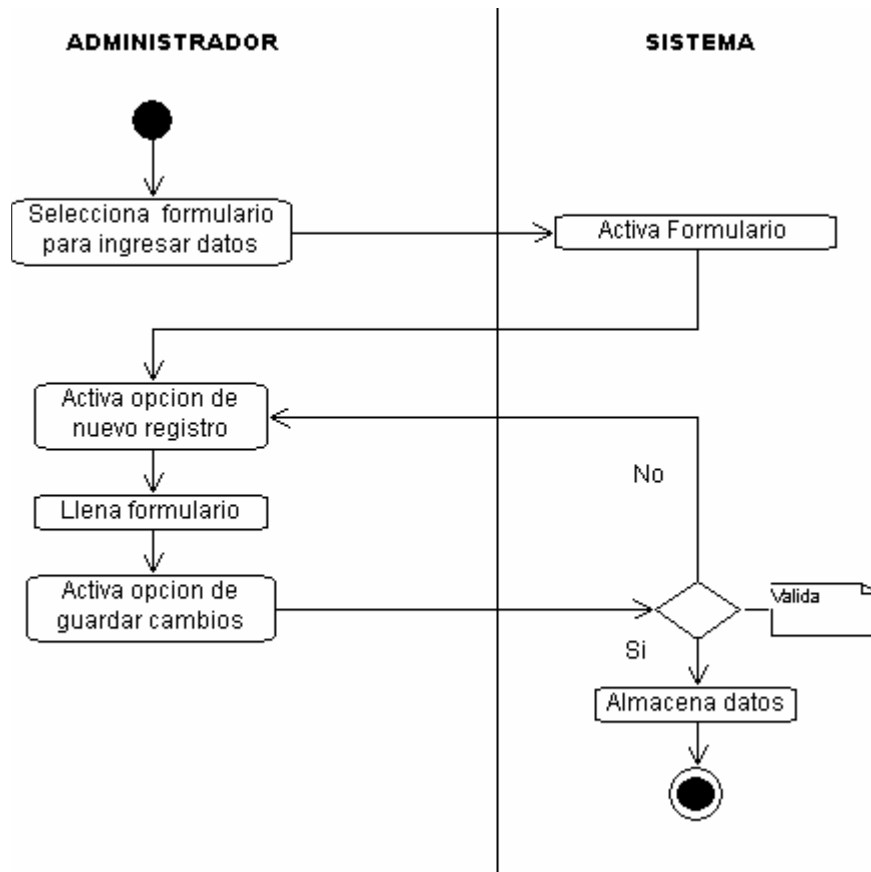 ADMINISTRADOR
SISTEMA
Selecciona formulario
para ingresar datos
Activa Formulario
Activa opcion de
nuevo registro
No
Llena formulario
Activa opcion de
guardar cambios
Valida
Si
Almacena datos